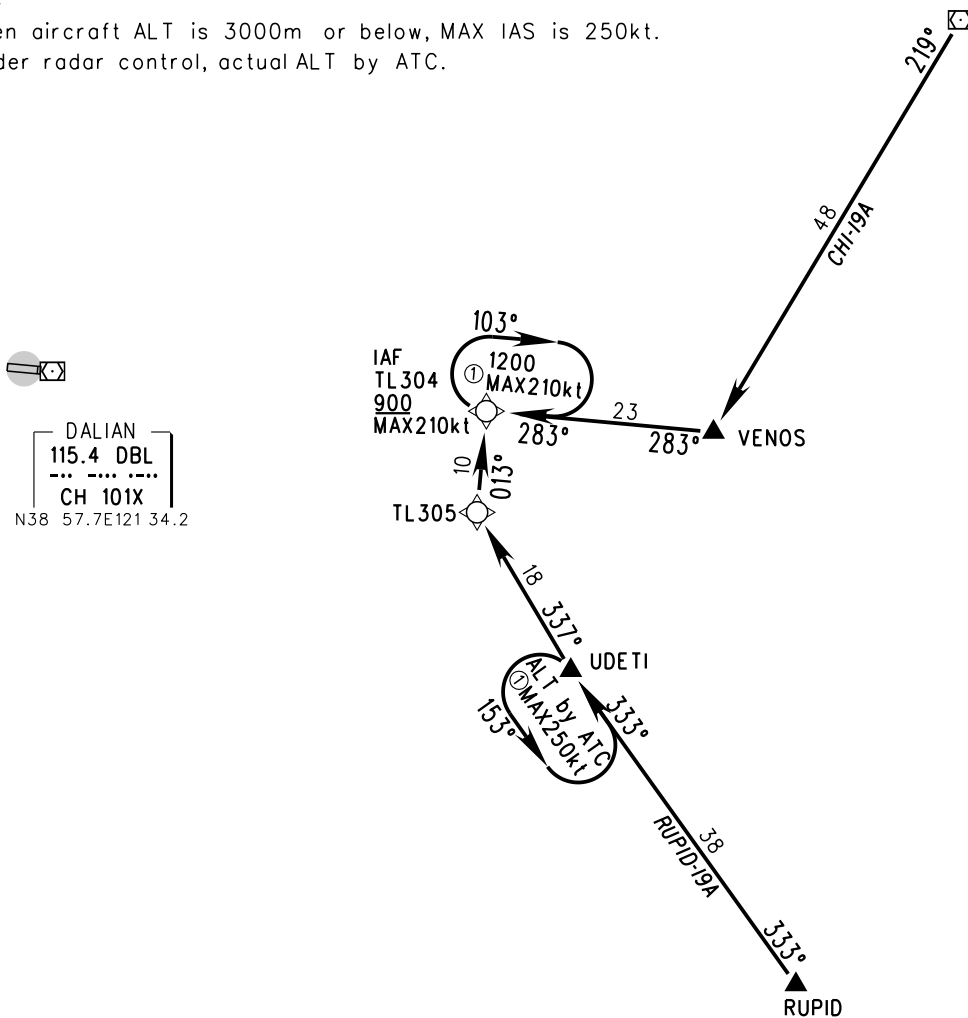 en aircraft ALT is 3000m or below, MAX IAS is 250kt.
der radar control, actual ALT by ATC.
219°
48
CHI-19A
103°
IAF
TL304
900
MAX210kt
① 1200
MAX210kt
283°
23
283°
VENOS
DALIAN
115.4 DBL
-·· -··· ·-··
CH 101X
N38 57.7E121 34.2
10
013°
TL305
18
337°
UDETI
ALT by ATC
①MAX250kt
153°
333°
38
RUPID-19A
333°
RUPID